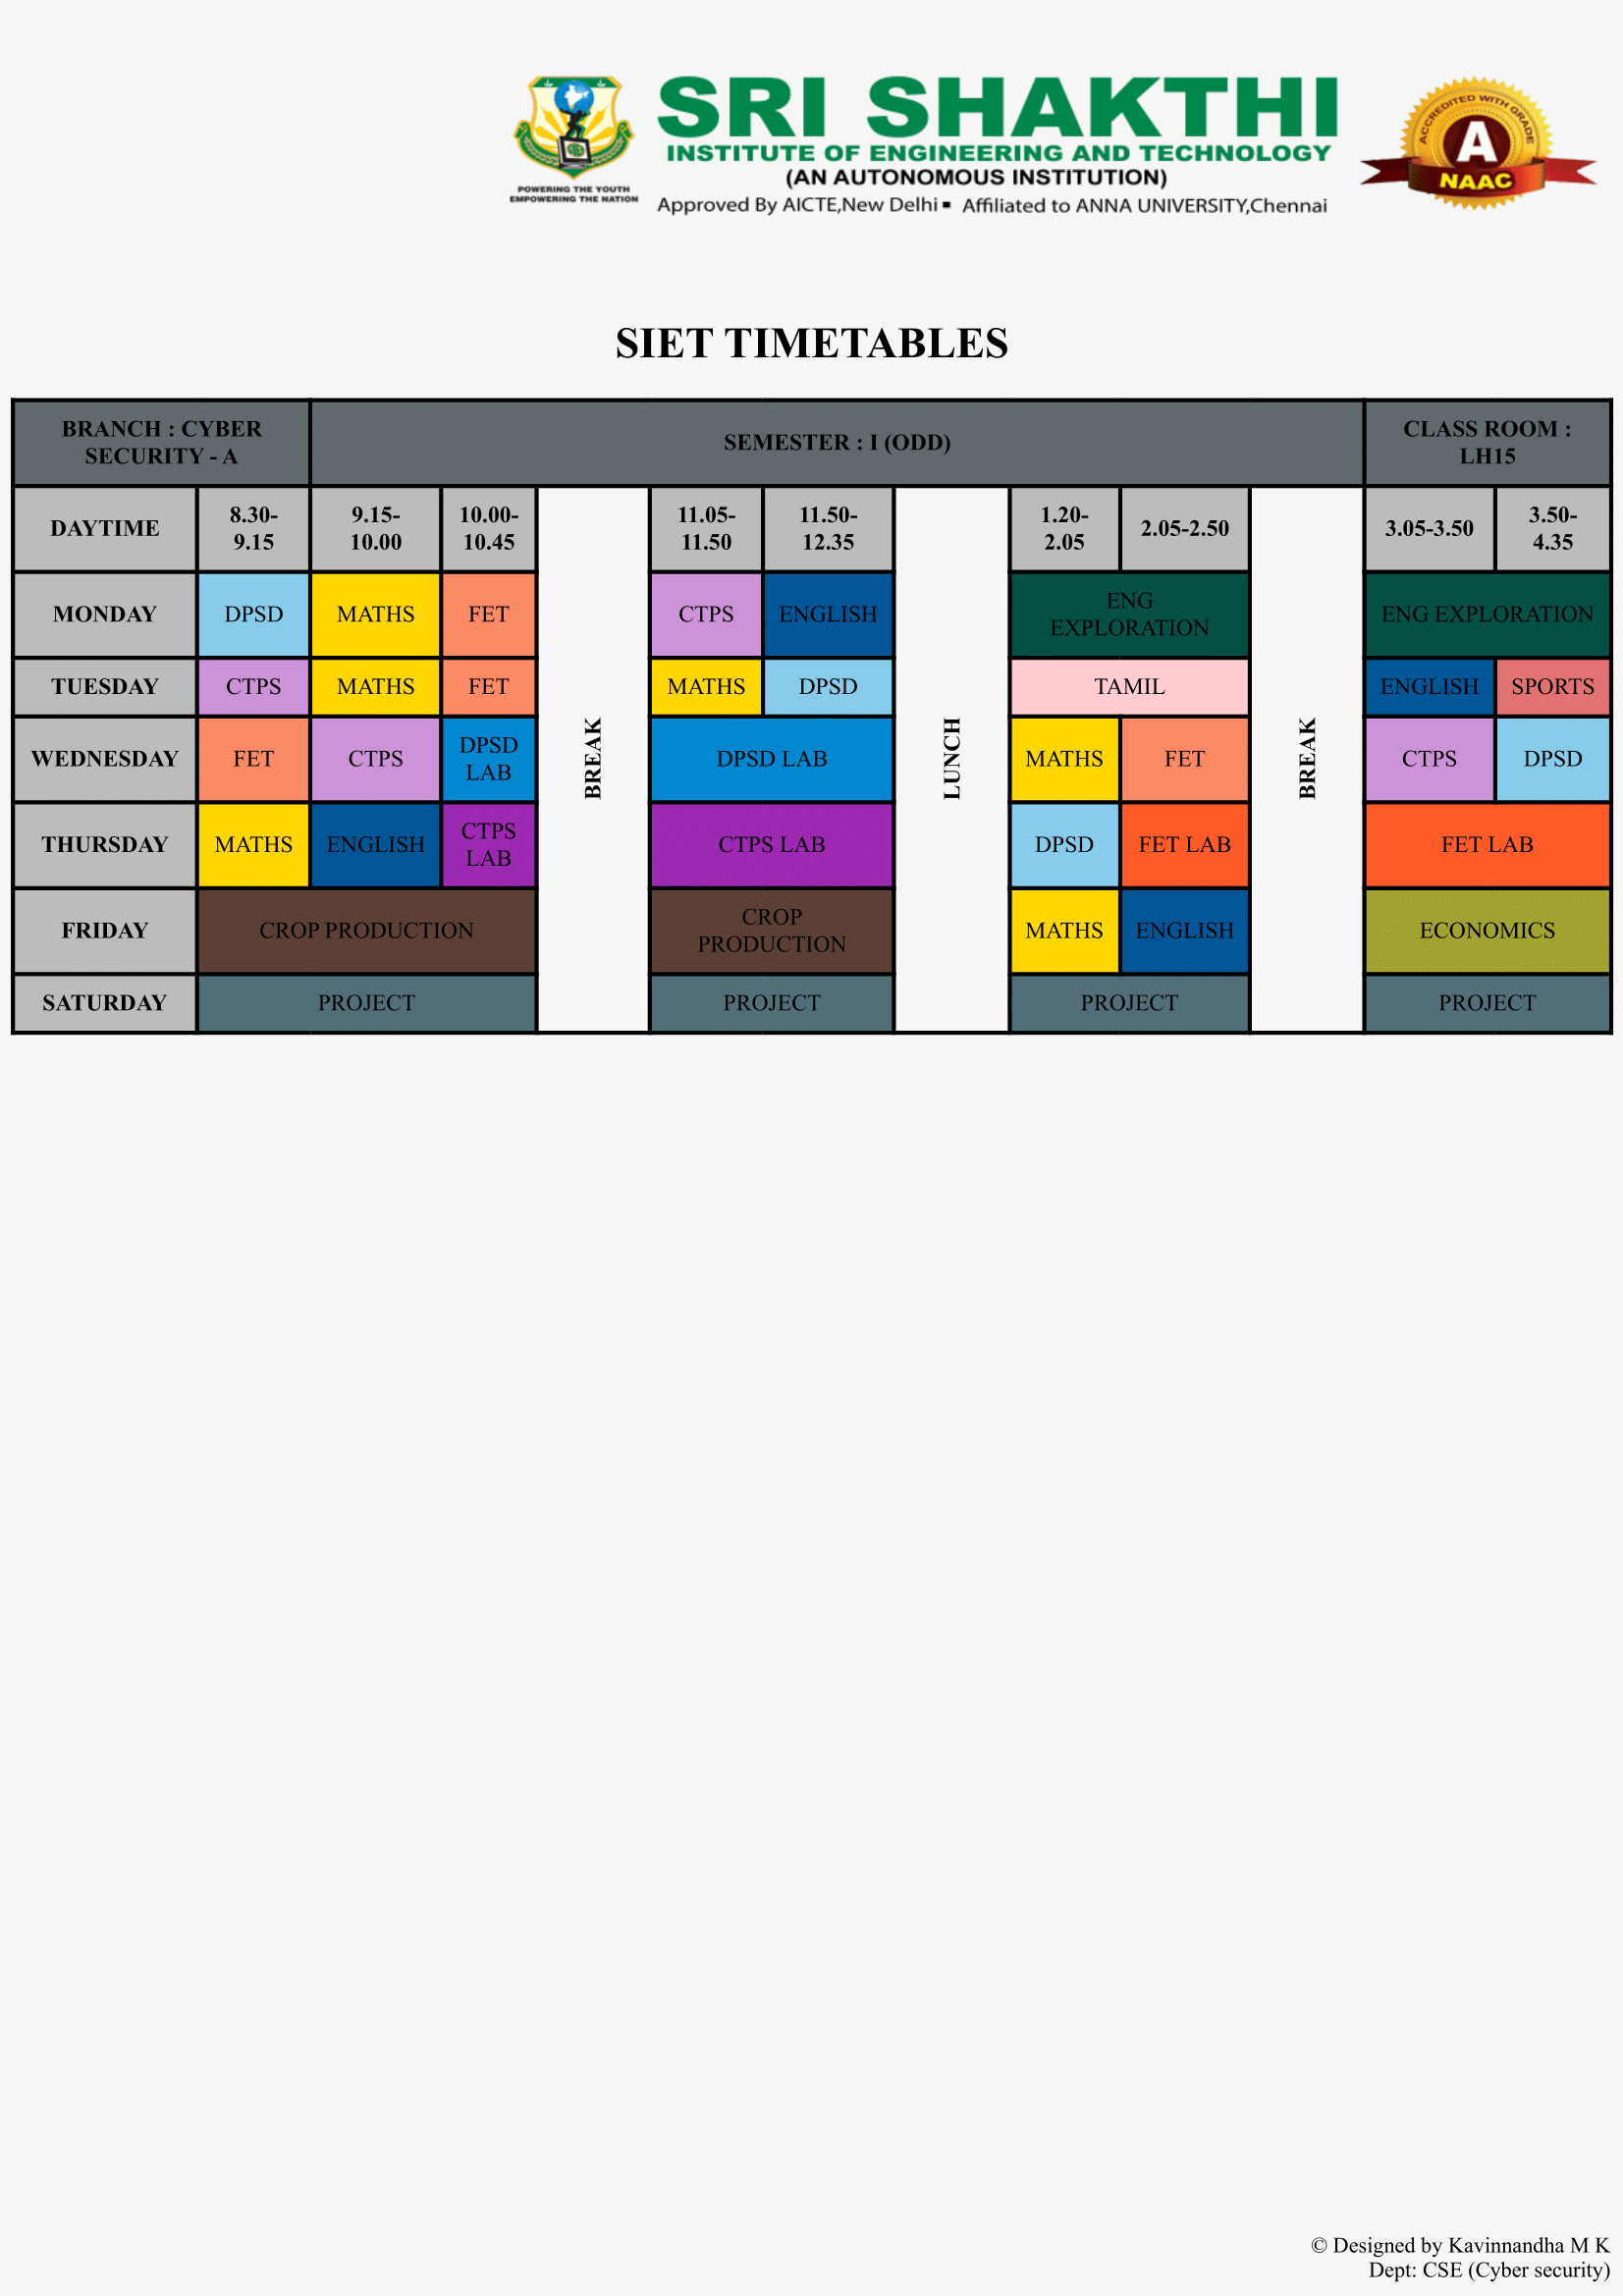 POWERING THE YOUTH
EMPOWERING THE NATION
SRI SHAKTHI
INSTITUTE OF ENGINEERING AND TECHNOLOGY
(AN AUTONOMOUS INSTITUTION)
Approved By AICTE,New Delhi ▪ Affiliated to ANNA UNIVERSITY,Chennai
ACCREDITED WITH GRADE
A
NAAC
SIET TIMETABLES
BRANCH : CYBER
SECURITY - A
SEMESTER : I (ODD)
CLASS ROOM :
LH15
DAYTIME
8.30-
9.15
9.15-
10.00
10.00-
10.45
BREAK
11.05-
11.50
11.50-
12.35
LUNCH
1.20-
2.05
2.05-2.50
BREAK
3.05-3.50
3.50-
4.35
MONDAY
DPSD
MATHS
FET
CTPS
ENGLISH
ENG
EXPLORATION
ENG EXPLORATION
TUESDAY
CTPS
MATHS
FET
MATHS
DPSD
TAMIL
ENGLISH
SPORTS
WEDNESDAY
FET
CTPS
DPSD
LAB
DPSD LAB
MATHS
FET
CTPS
DPSD
THURSDAY
MATHS
ENGLISH
CTPS
LAB
CTPS LAB
DPSD
FET LAB
FET LAB
FRIDAY
CROP PRODUCTION
CROP
PRODUCTION
MATHS
ENGLISH
ECONOMICS
SATURDAY
PROJECT
PROJECT
PROJECT
PROJECT
© Designed by Kavinnandha M K
Dept: CSE (Cyber security)